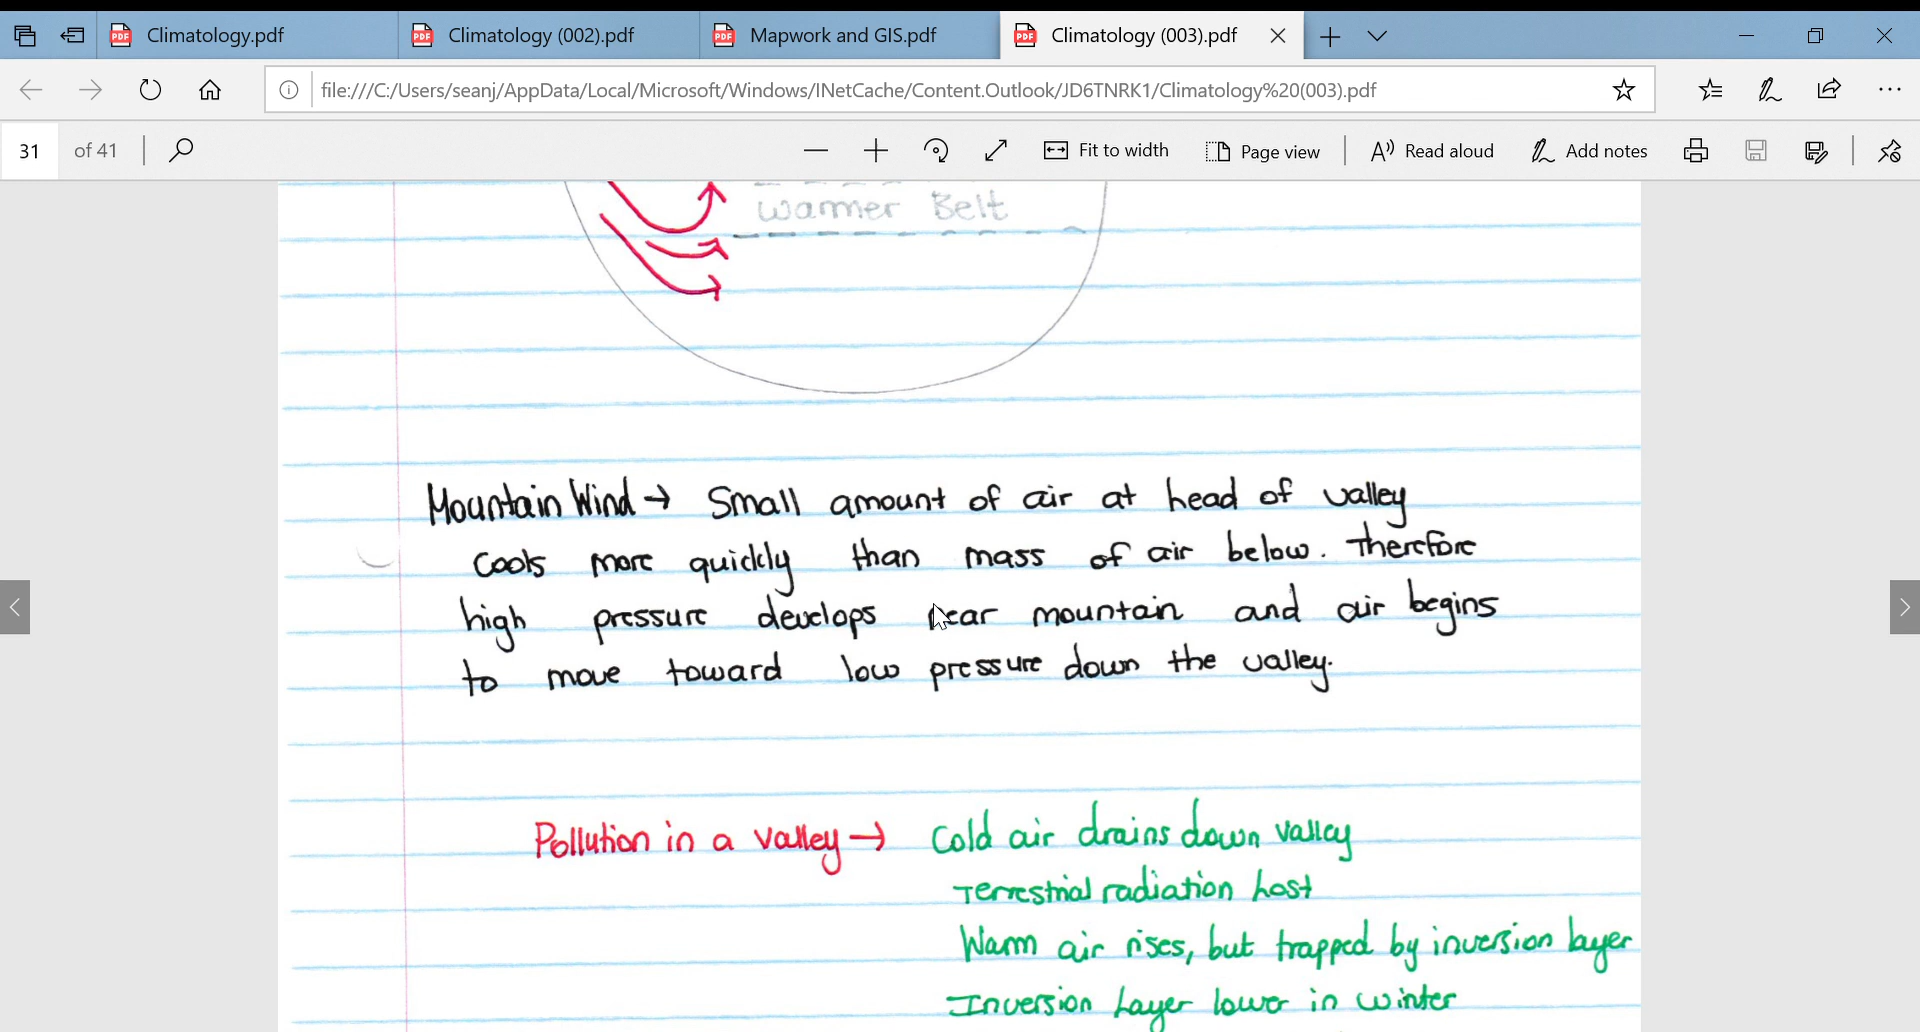 Climatology.pdf
Climatology (002).pdf
Mapwork and GIS.pdf
Climatology (003).pdf
file:///C:/Users/seanj/AppData/Local/Microsoft/Windows/INetCache/Content.Outlook/JD6TNRK1/Climatology%20(003).pdf
31 of 41
Fit to width
Page view
Read aloud
Add notes
Warmer Belt
Mountain Wind → Small amount of air at head of valley
cools more quickly than mass of air below. Therefore
high pressure develops near mountain and air begins
to move toward low pressure down the valley.
Pollution in a valley → Cold air drains down valley
Terrestrial radiation Lost
Warm air rises, but trapped by inversion layer
Inversion Layer lower in winter